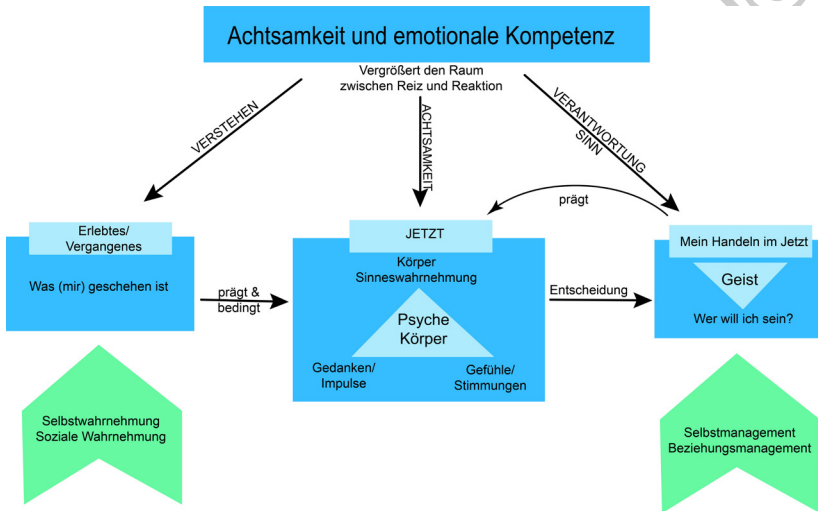 Achtsamkeit und emotionale Kompetenz
Vergrößert den Raum
zwischen Reiz und Reaktion
VERSTEHEN
ACHTSAMKEIT
VERANTWORTUNG
SINN
prägt
Erlebtes/
Vergangenes
Was (mir) geschehen ist
prägt &
bedingt
JETZT
Körper
Sinneswahrnehmung
Psyche
Körper
Gedanken/
Impulse
Gefühle/
Stimmungen
Entscheidung
Mein Handeln im Jetzt
Geist
Wer will ich sein?
Selbstwahrnehmung
Soziale Wahrnehmung
Selbstmanagement
Beziehungsmanagement